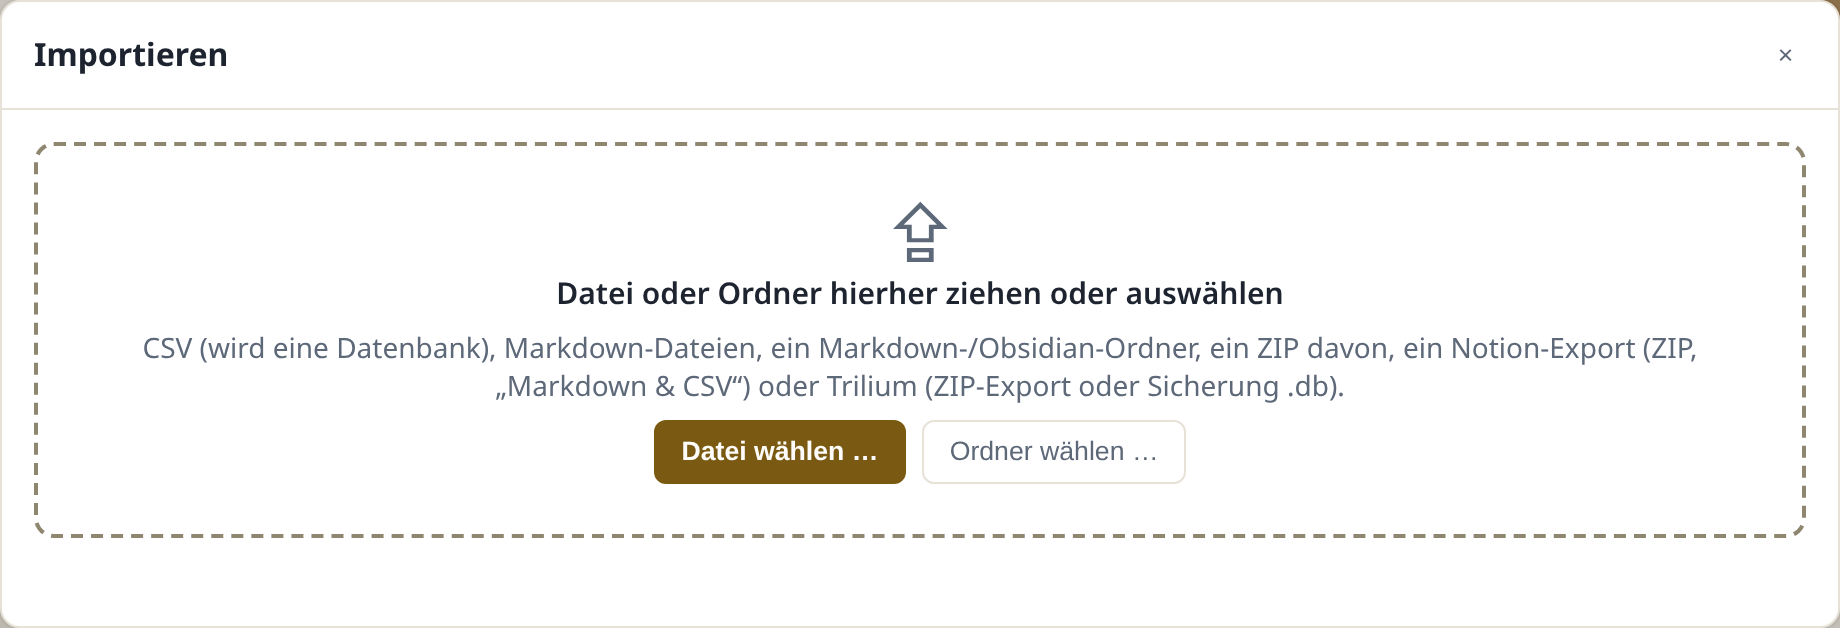 Importieren
×
Datei oder Ordner hierher ziehen oder auswählen
CSV (wird eine Datenbank), Markdown-Dateien, ein Markdown-/Obsidian-Ordner, ein ZIP davon, ein Notion-Export (ZIP,
„Markdown & CSV“) oder Trilium (ZIP-Export oder Sicherung .db).
Datei wählen …
Ordner wählen …